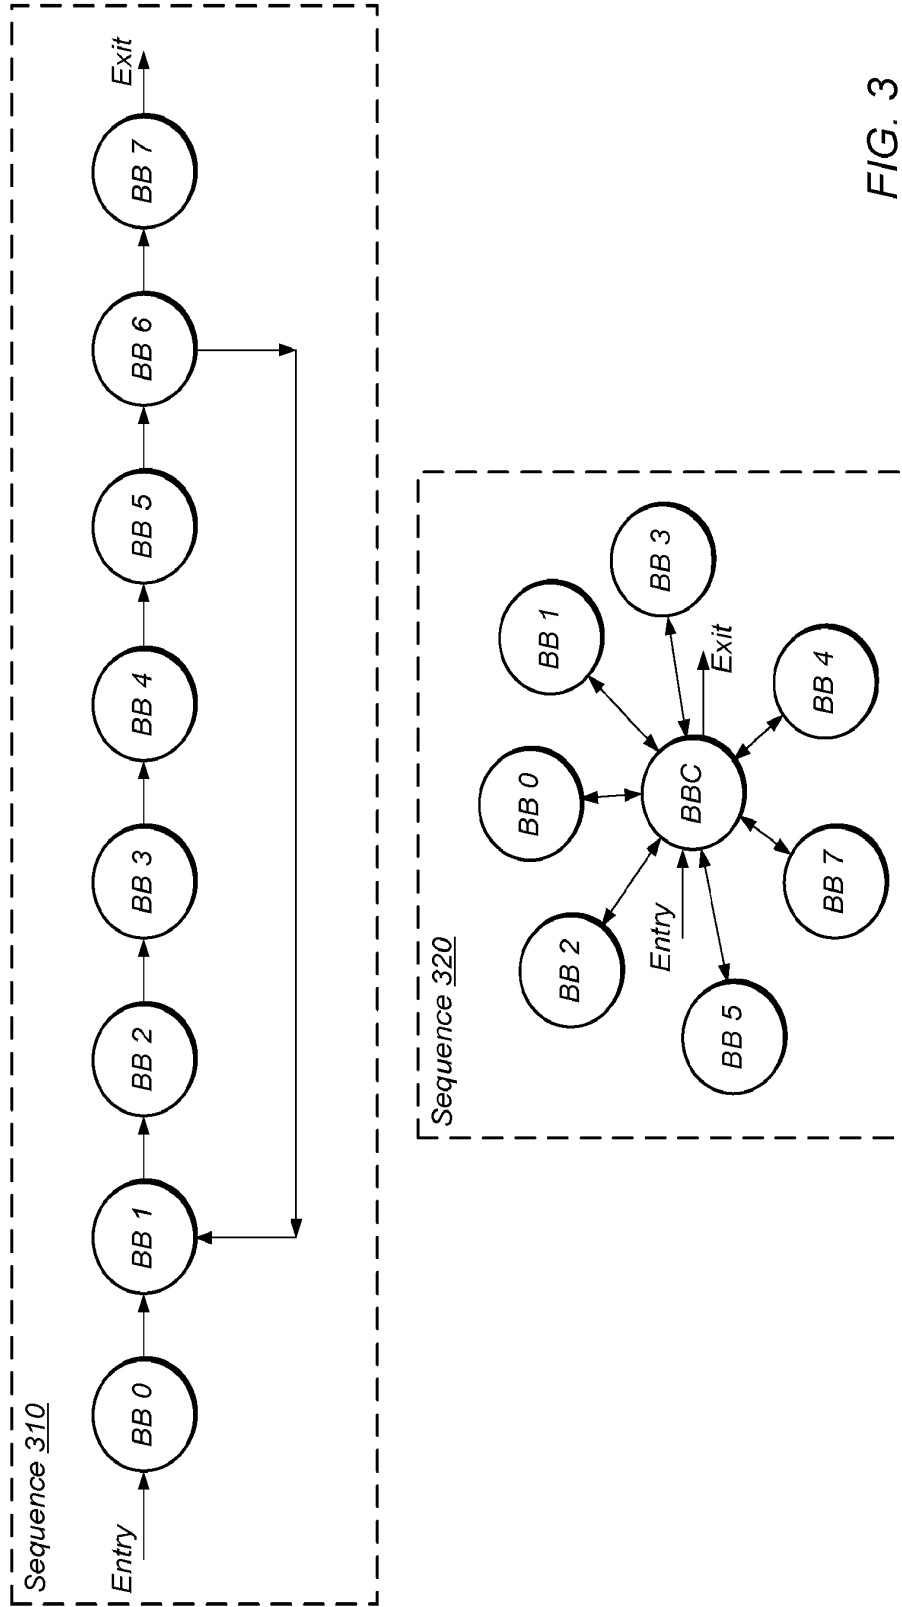 Sequence 310
Entry
BB 0
BB 1
BB 2
BB 3
BB 4
BB 5
BB 6
BB 7
Exit
Sequence 320
BB 2
BB 0
BB 1
BB 3
Entry
BBC
Exit
BB 5
BB 7
BB 4
FIG. 3